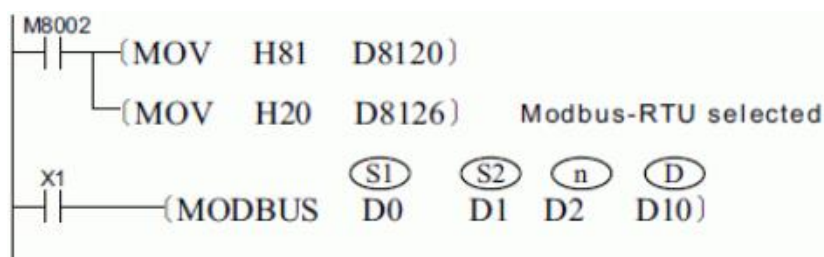 M8002
(MOV H81 D8120)
(MOV H20 D8126) Modbus-RTU selected
S1 S2 n D
X1
(MODBUS D0 D1 D2 D10)